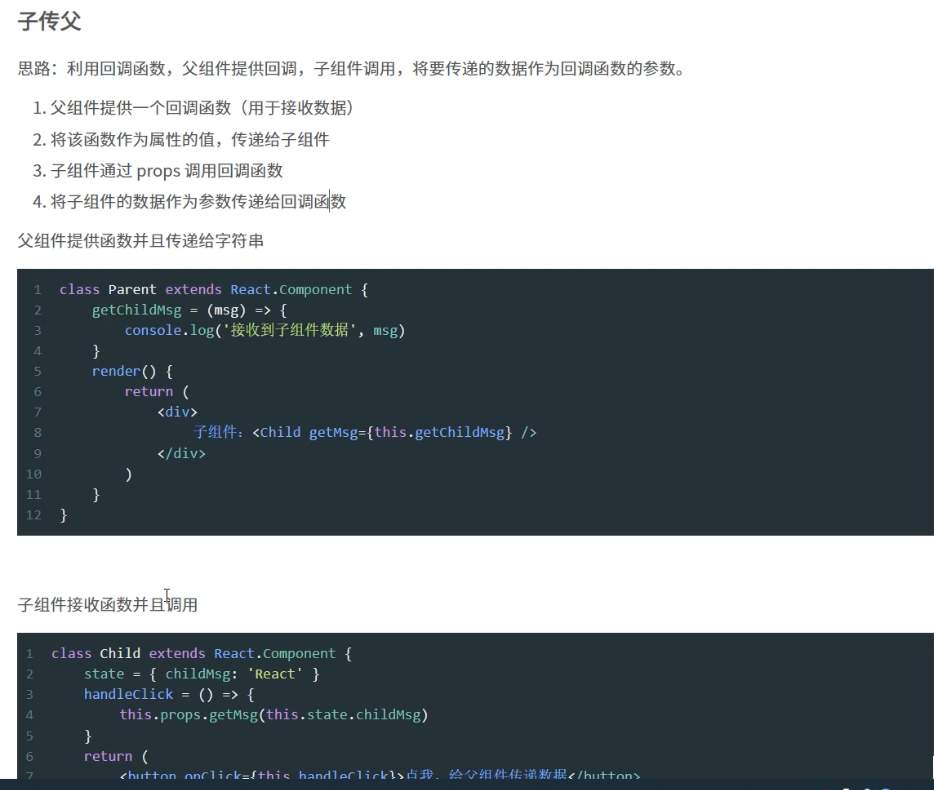 子传父
思路：利用回调函数，父组件提供回调，子组件调用，将要传递的数据作为回调函数的参数。
1. 父组件提供一个回调函数（用于接收数据）
2. 将该函数作为属性的值，传递给子组件
3. 子组件通过 props 调用回调函数
4. 将子组件的数据作为参数传递给回调函数
父组件提供函数并且传递给字符串
1 class Parent extends React.Component {
2 getChildMsg = (msg) => {
3 console.log('接收到子组件数据', msg)
4 }
5 render() {
6 return (
7 <div>
8 子组件：<Child getMsg={this.getChildMsg} />
9 </div>
10 )
11 }
12 }
子组件接收函数并且调用
1 class Child extends React.Component {
2 state = { childMsg: 'React' }
3 handleClick = () => {
4 this.props.getMsg(this.state.childMsg)
5 }
6 return (
7 <button onClick={this.handleClick}>点我，给父组件传递数据</button>